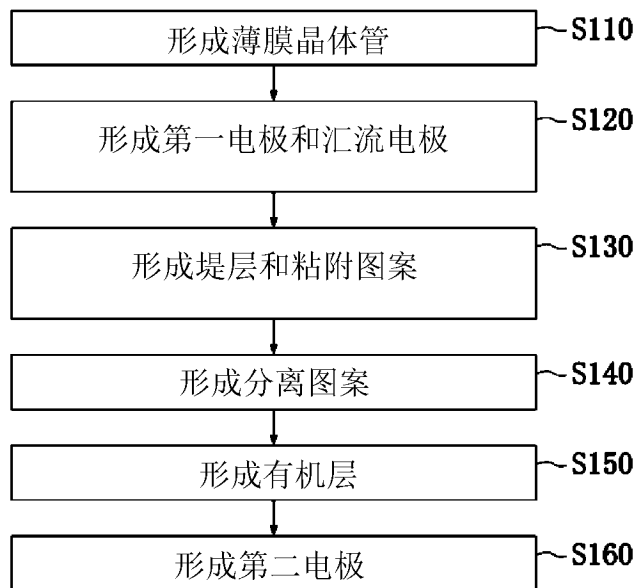 形成薄膜晶体管 S110
形成第一电极和汇流电极 S120
形成堤层和粘附图案 S130
形成分离图案 S140
形成有机层 S150
形成第二电极 S160